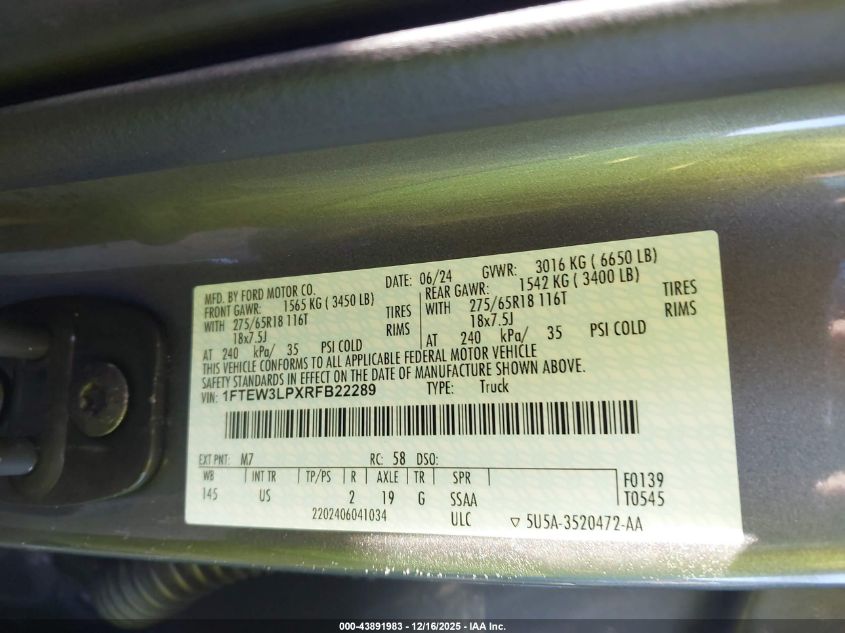 MFD. BY FORD MOTOR CO. DATE: 06/24 GVWR: 3016 KG ( 6650 LB)
FRONT GAWR: 1565 KG ( 3450 LB) REAR GAWR: 1542 KG ( 3400 LB)
WITH 275/65R18 116T TIRES WITH 275/65R18 116T TIRES
18x7.5J RIMS 18x7.5J RIMS
AT 240 kPa/ 35 PSI COLD AT 240 kPa/ 35 PSI COLD
THIS VEHICLE CONFORMS TO ALL APPLICABLE FEDERAL MOTOR VEHICLE
SAFETY STANDARDS IN EFFECT ON THE DATE OF MANUFACTURE SHOWN ABOVE.
VIN: 1FTEW3LPXRFB22289 TYPE: Truck
EXT PNT: M7 RC: 58 DSO:
WB INT TR TP/PS R AXLE TR SPR F0139
145 US 2 19 G SSAA T0545
2202406041034 ULC ▽ 5U5A-3520472-AA
000-43891983 - 12/16/2025 - IAA Inc.